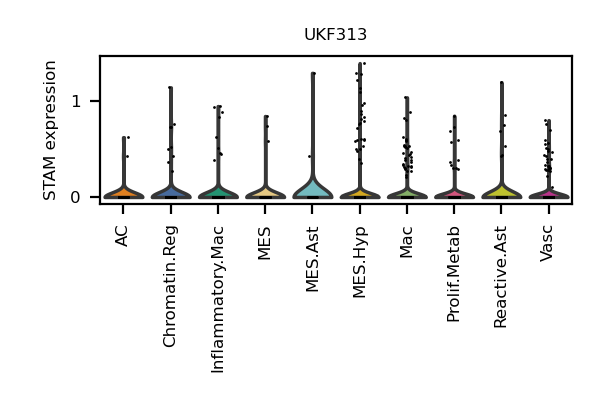 UKF313
STAM expression
1
0
AC
Chromatin.Reg
Inflammatory.Mac
MES
MES.Ast
MES.Hyp
Mac
Prolif.Metab
Reactive.Ast
Vasc